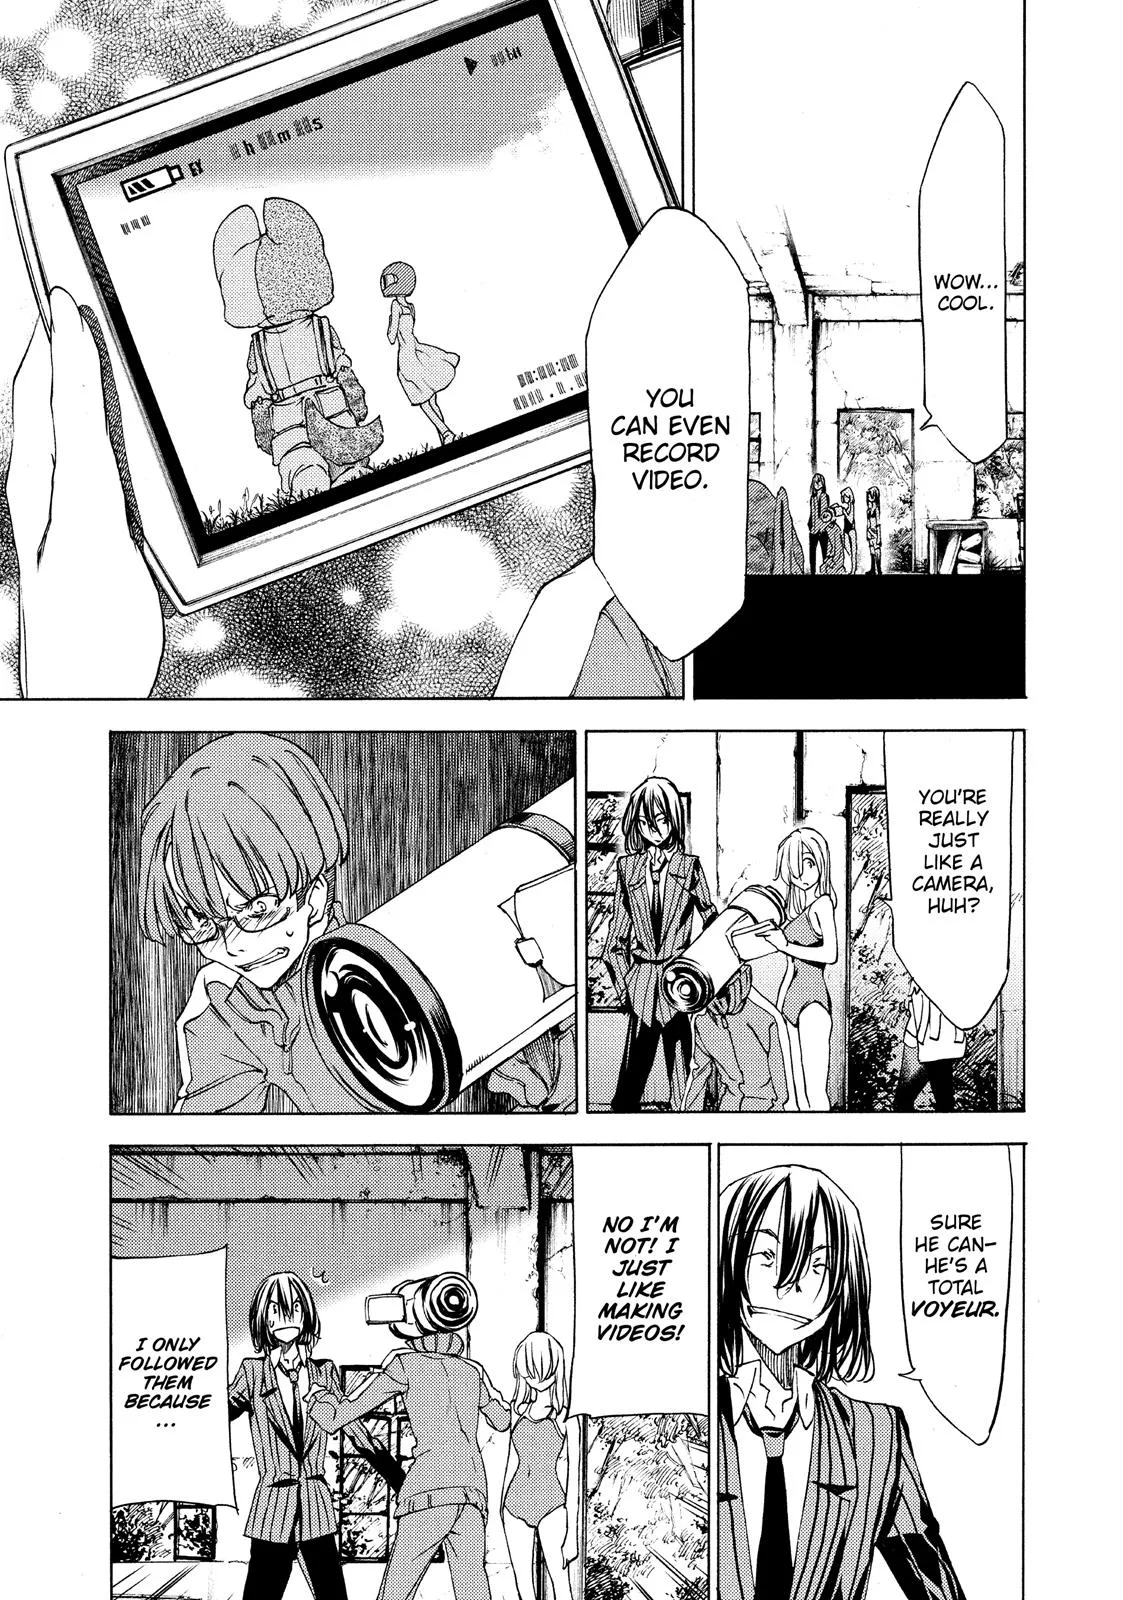 WOW...
COOL.
YOU
CAN EVEN
RECORD
VIDEO.
EX
h m s
YOU'RE
REALLY
JUST
LIKE A
CAMERA,
HUH?
SURE
HE CAN–
HE'S A
TOTAL
VOYEUR.
NO I'M
NOT! I
JUST
LIKE
MAKING
VIDEOS!
I ONLY
FOLLOWED
THEM
BECAUSE
...